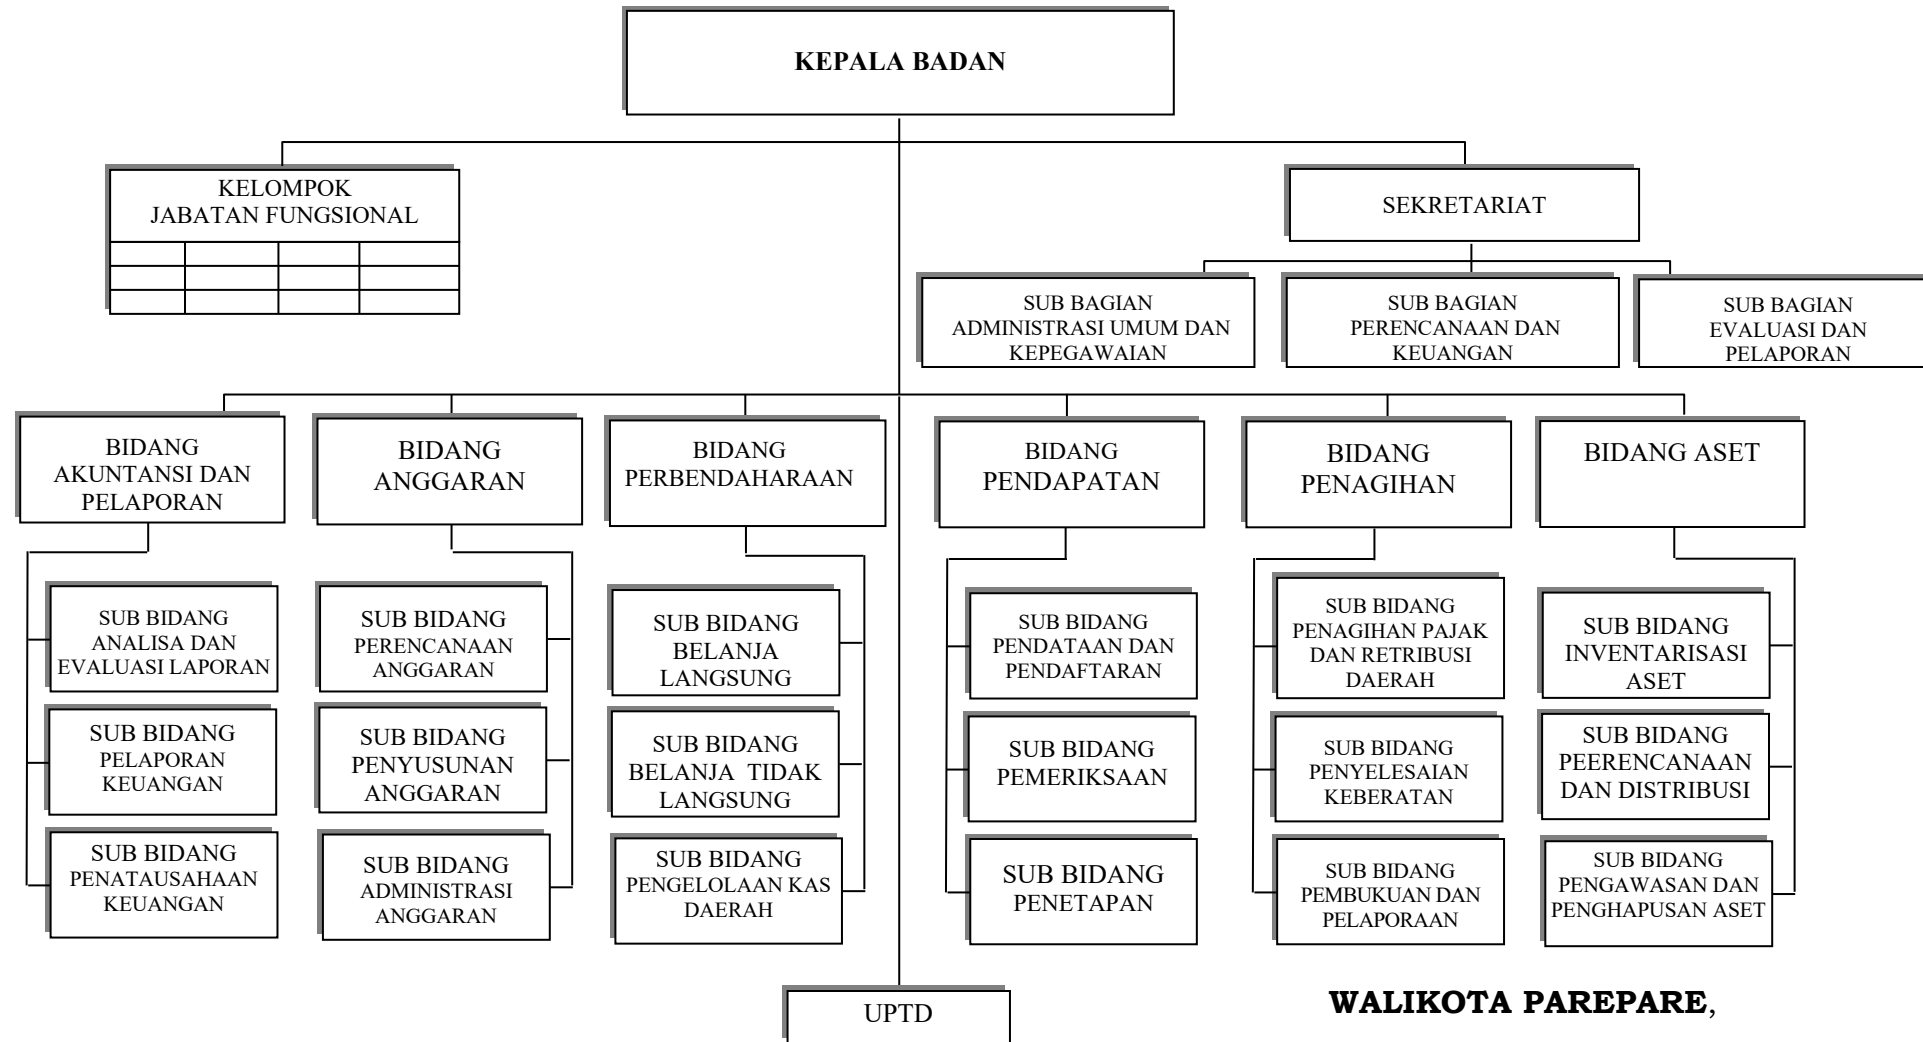 KEPALA BADAN
KELOMPOK
JABATAN FUNGSIONAL
SEKRETARIAT
SUB BAGIAN
ADMINISTRASI UMUM DAN
KEPEGAWAIAN
SUB BAGIAN
PERENCANAAN DAN
KEUANGAN
SUB BAGIAN
EVALUASI DAN
PELAPORAN
BIDANG
AKUNTANSI DAN
PELAPORAN
BIDANG
ANGGARAN
BIDANG
PERBENDAHARAAN
BIDANG
PENDAPATAN
BIDANG
PENAGIHAN
BIDANG ASET
SUB BIDANG
ANALISA DAN
EVALUASI LAPORAN
SUB BIDANG
PERENCANAAN
ANGGARAN
SUB BIDANG
BELANJA
LANGSUNG
SUB BIDANG
PENDATAAN DAN
PENDAFTARAN
SUB BIDANG
PENAGIHAN PAJAK
DAN RETRIBUSI
DAERAH
SUB BIDANG
INVENTARISASI
ASET
SUB BIDANG
PELAPORAN
KEUANGAN
SUB BIDANG
PENYUSUNAN
ANGGARAN
SUB BIDANG
BELANJA TIDAK
LANGSUNG
SUB BIDANG
PEMERIKSAAN
SUB BIDANG
PENYELESAIAN
KEBERATAN
SUB BIDANG
PEERENCANAAN
DAN DISTRIBUSI
SUB BIDANG
PENATAUSAHAAN
KEUANGAN
SUB BIDANG
ADMINISTRASI
ANGGARAN
SUB BIDANG
PENGELOLAAN KAS
DAERAH
SUB BIDANG
PENETAPAN
SUB BIDANG
PEMBUKUAN DAN
PELAPORAAN
SUB BIDANG
PENGAWASAN DAN
PENGHAPUSAN ASET
UPTD
WALIKOTA PAREPARE,